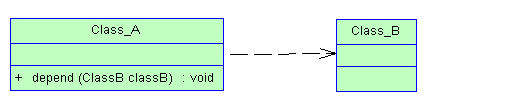 Class_A
Class_B
+ depend (ClassB classB) : void